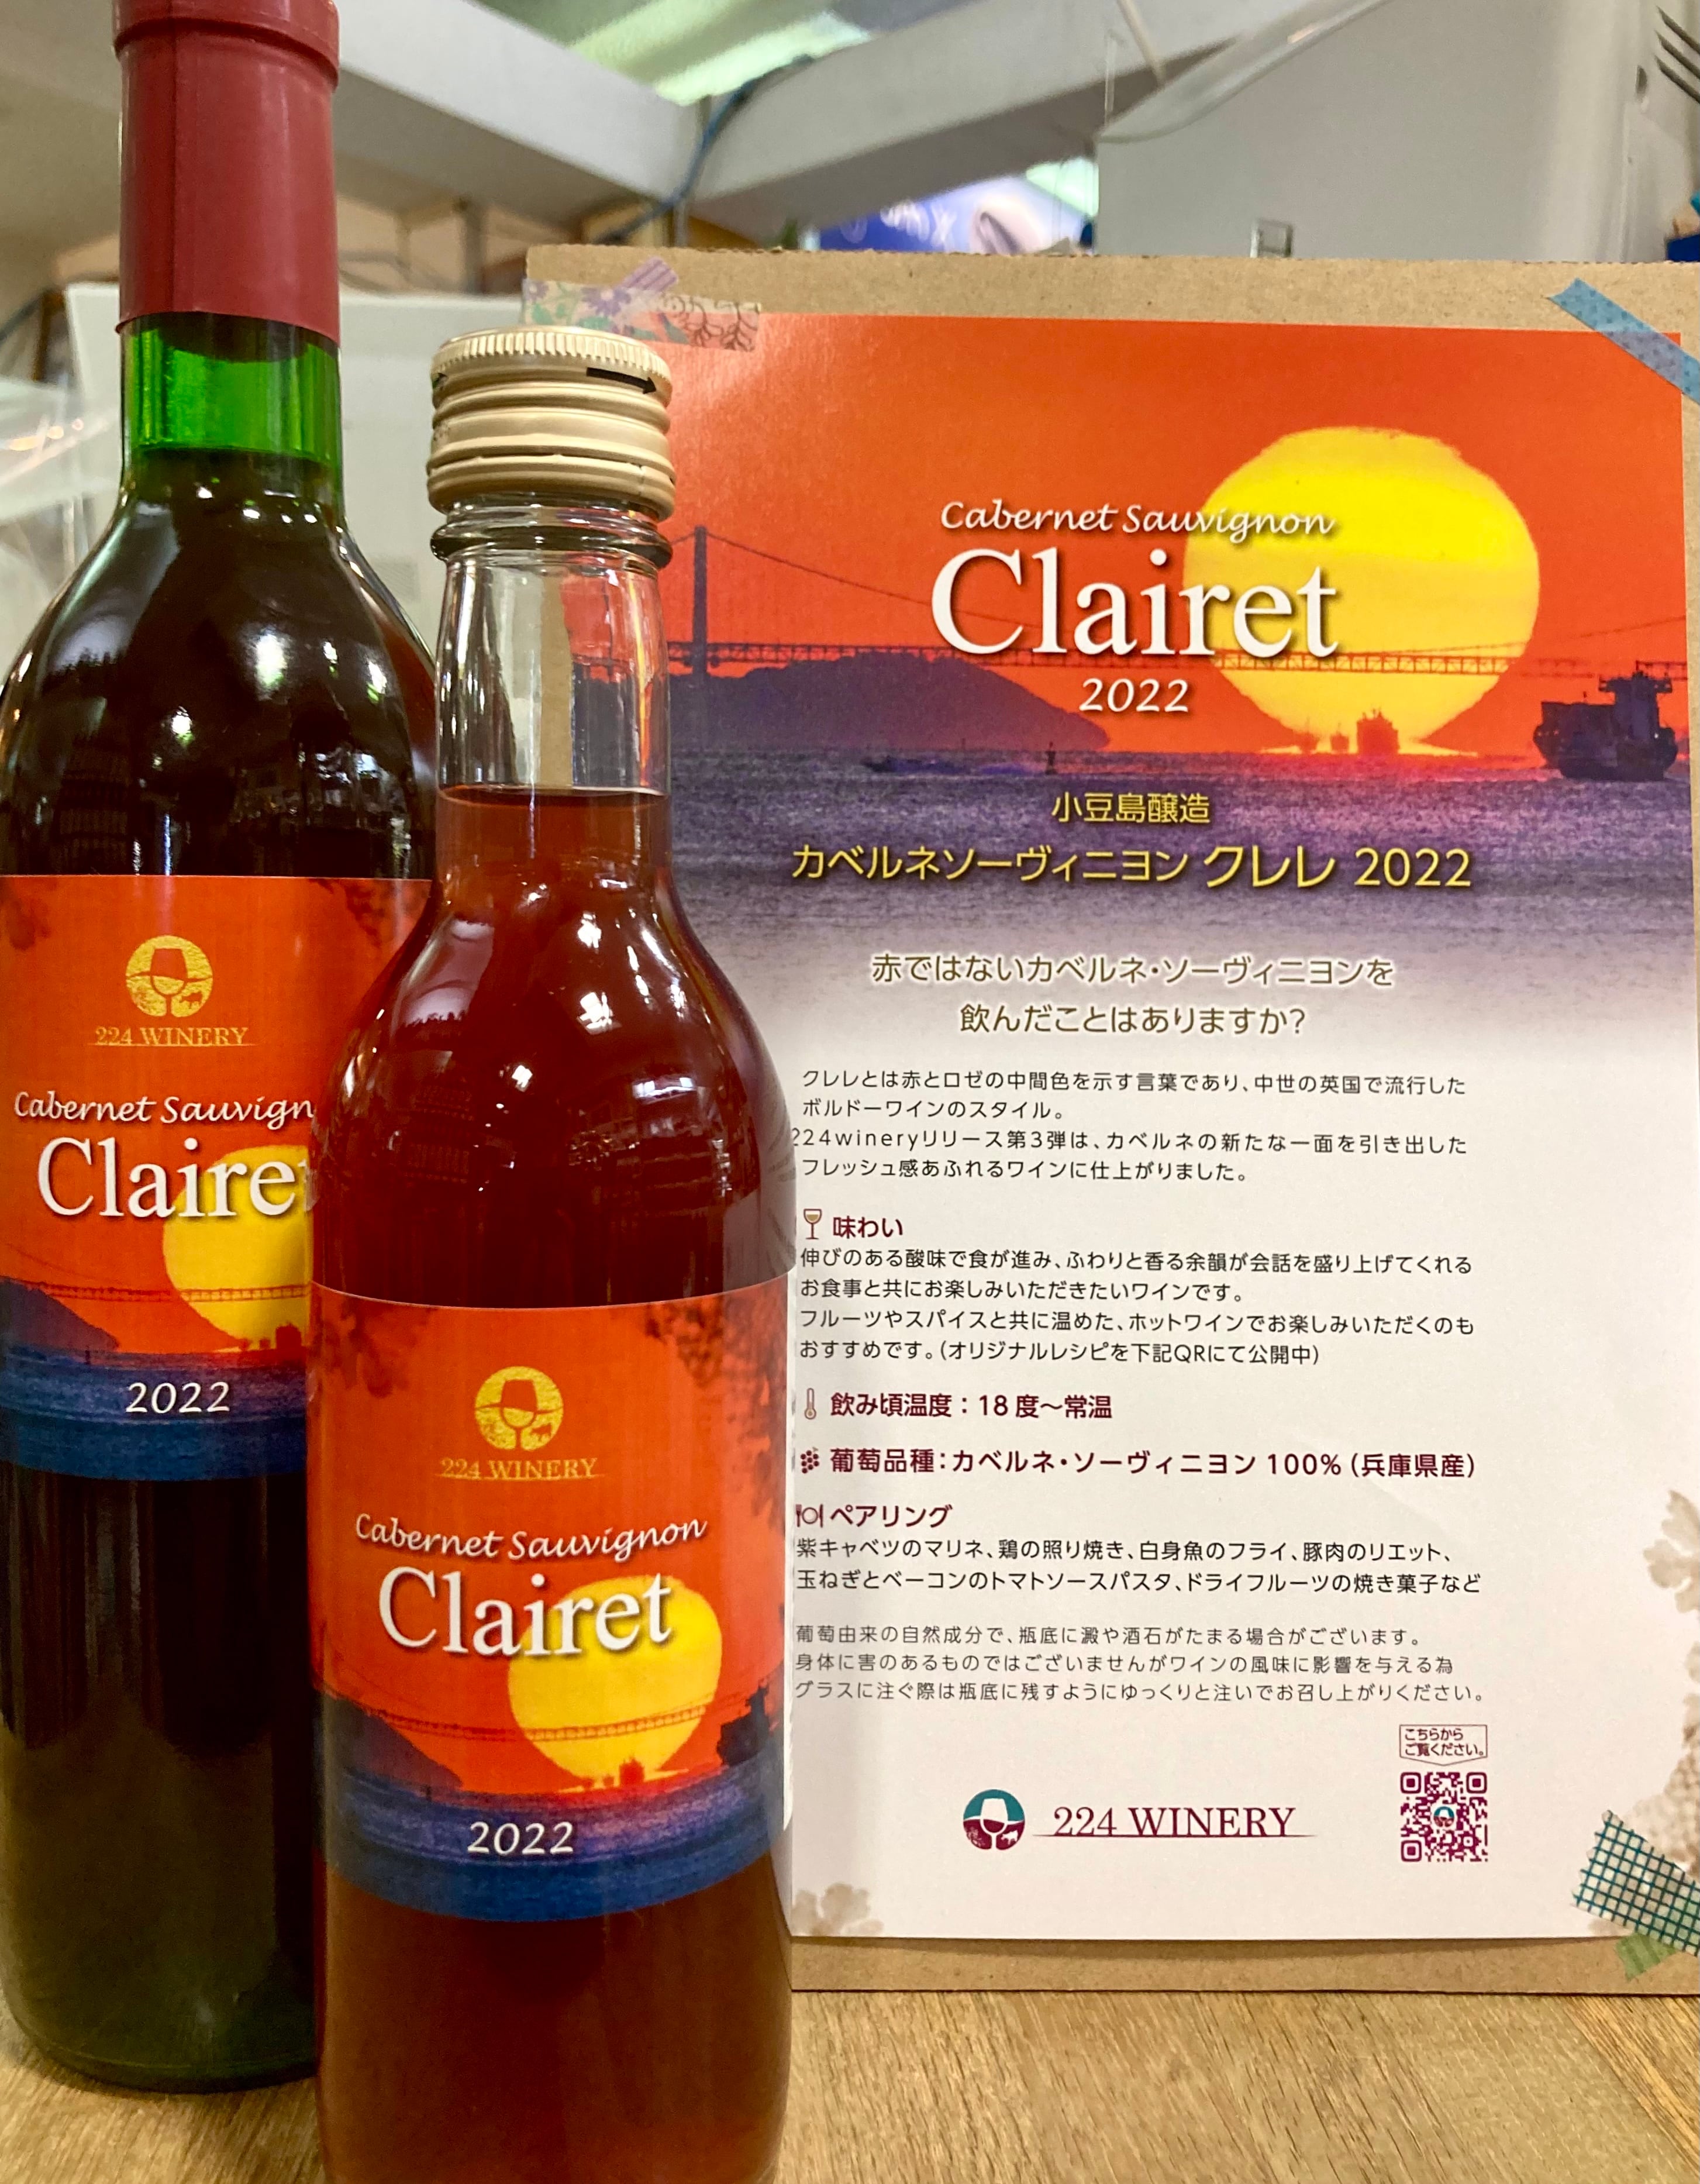 224 WINERY
Cabernet Sauvign
Claire
2022
224 WINERY
Cabernet Sauvignon
Clairet
2022
Cabernet Sauvignon
Clairet
2022
小豆島醸造
カベルネソーヴィニヨン クレレ 2022
赤ではないカベルネ・ソーヴィニヨンを
飲んだことはありますか?
クレレとは赤とロゼの中間色を示す言葉であり、中世の英国で流行した
ボルドーワインのスタイル。
224wineryリリース第3弾は、カベルネの新たな一面を引き出した
フレッシュ感あふれるワインに仕上がりました。
味わい
伸びのある酸味で食が進み、ふわりと香る余韻が会話を盛り上げてくれる
お食事と共にお楽しみいただきたいワインです。
フルーツやスパイスと共に温めた、ホットワインでお楽しみいただくのも
おすすめです。(オリジナルレシピを下記QRにて公開中)
飲み頃温度：18 度〜常温
葡萄品種：カベルネ・ソーヴィニヨン 100% (兵庫県産)
ペアリング
紫キャベツのマリネ、鶏の照り焼き、白身魚のフライ、豚肉のリエット、
玉ねぎとベーコンのトマトソースパスタ、ドライフルーツの焼き菓子など
葡萄由来の自然成分で、瓶底に澱や酒石がたまる場合がございます。
身体に害のあるものではございませんがワインの風味に影響を与える為
グラスに注ぐ際は瓶底に残すようにゆっくりと注いでお召し上がりください。
こちらから
ご覧ください。
224 WINERY